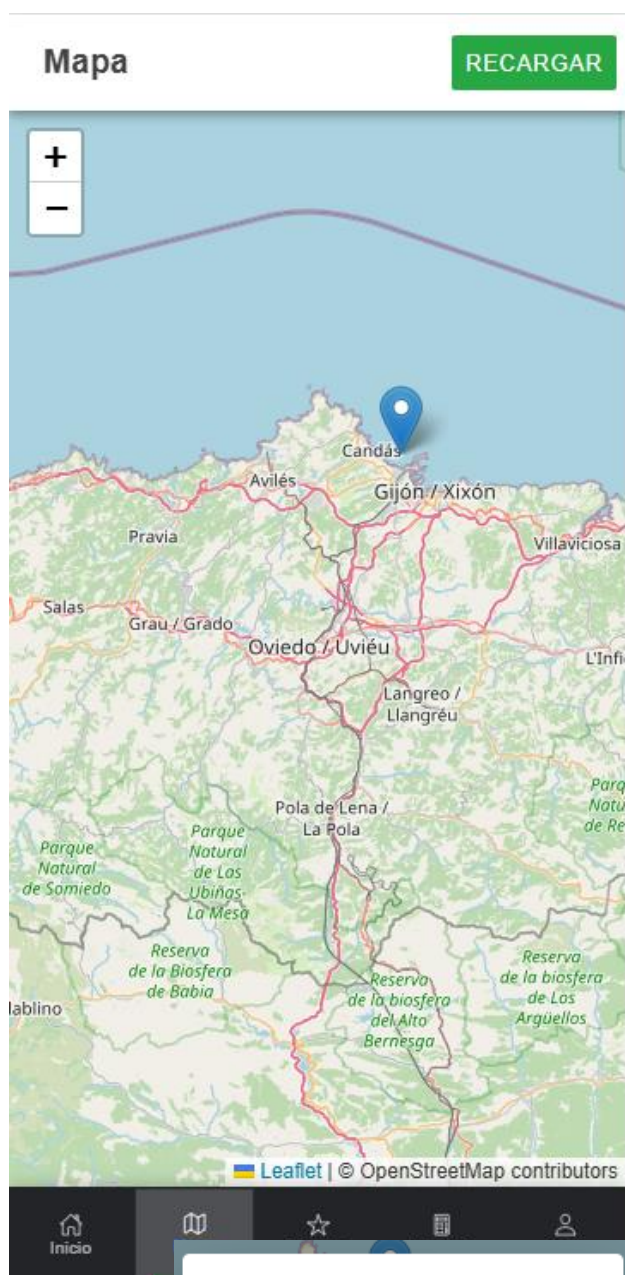 Mapa
RECARGAR
+
−
Candás
Avilés
Gijón / Xixón
Pravia
Villaviciosa
Salas
Grau / Grado
Oviedo / Uviéu
L'Infi
Langreo /
Llangréu
Parq
Natu
de Re
Pola de Lena /
La Pola
Parque
Natural
de Somiedo
Parque
Natural
de Las
Ubiñas-
La Mesa
Reserva
de la Biosfera
de Babia
Reserva
de la biosfera
de Los
Argüellos
ablino
Reserva
de la biosfera
del Alto
Bernesga
Leaflet | © OpenStreetMap contributors
Inicio